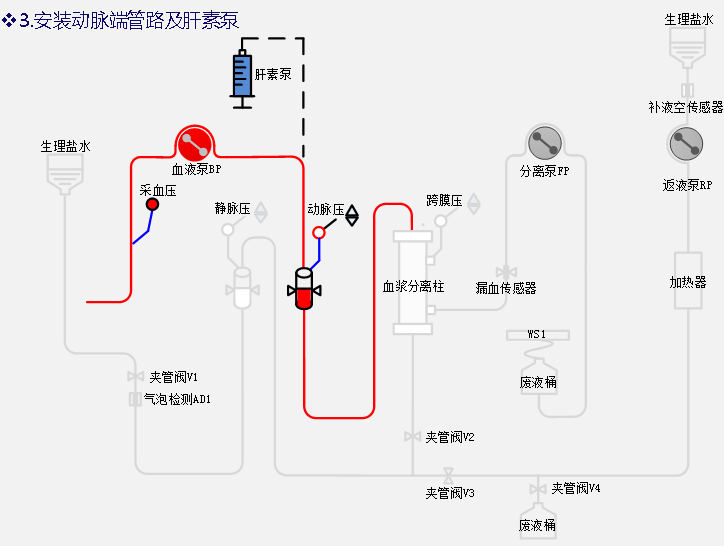 ❖3.安装动脉端管路及肝素泵
生理盐水
肝素泵
补液空传感器
生理盐水
血液泵BP
分离泵FP
返液泵RP
采血压
静脉压
动脉压
跨膜压
血浆分离柱
漏血传感器
加热器
WS1
夹管阀V1
废液桶
气泡检测AD1
夹管阀V2
夹管阀V3
夹管阀V4
废液桶